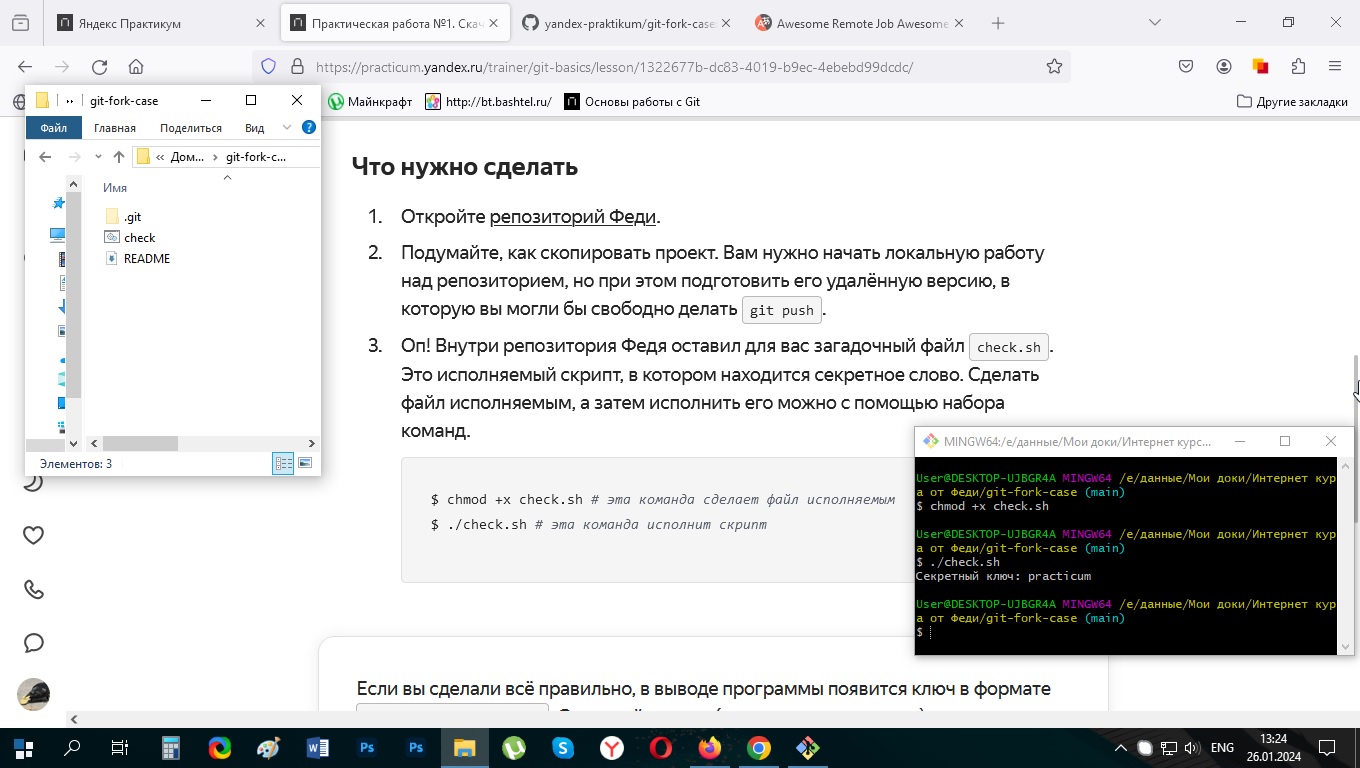 Яндекс Практикум
Практическая работа №1. Скач
yandex-praktikum/git-fork-case
Awesome Remote Job Awesome
https://practicum.yandex.ru/trainer/git-basics/lesson/1322677b-dc83-4019-b9ec-4ebebd99dcdc/
Майнкрафт
http://bt.bashtel.ru/
Основы работы с Git
Другие закладки
git-fork-case
Файл
Главная
Поделиться
Вид
« Дом... › git-fork-c...
Имя
.git
check
README
Элементов: 3
Что нужно сделать
1. Откройте репозиторий Феди.
2. Подумайте, как скопировать проект. Вам нужно начать локальную работу
над репозиторием, но при этом подготовить его удалённую версию, в
которую вы могли бы свободно делать git push.
3. Оп! Внутри репозитория Федя оставил для вас загадочный файл check.sh.
Это исполняемый скрипт, в котором находится секретное слово. Сделать
файл исполняемым, а затем исполнить его можно с помощью набора
команд.
$ chmod +x check.sh # эта команда сделает файл исполняемым
$ ./check.sh # эта команда исполнит скрипт
Если вы сделали всё правильно, в выводе программы появится ключ в формате
MINGW64:/e/данные/Мои доки/Интернет курс...
User@DESKTOP-UJBGR4A MINGW64 /e/данные/Мои доки/Интернет кур
а от Феди/git-fork-case (main)
$ chmod +x check.sh
User@DESKTOP-UJBGR4A MINGW64 /e/данные/Мои доки/Интернет кур
а от Феди/git-fork-case (main)
$ ./check.sh
Секретный ключ: practicum
User@DESKTOP-UJBGR4A MINGW64 /e/данные/Мои доки/Интернет кур
а от Феди/git-fork-case (main)
$
ENG
13:24
26.01.2024